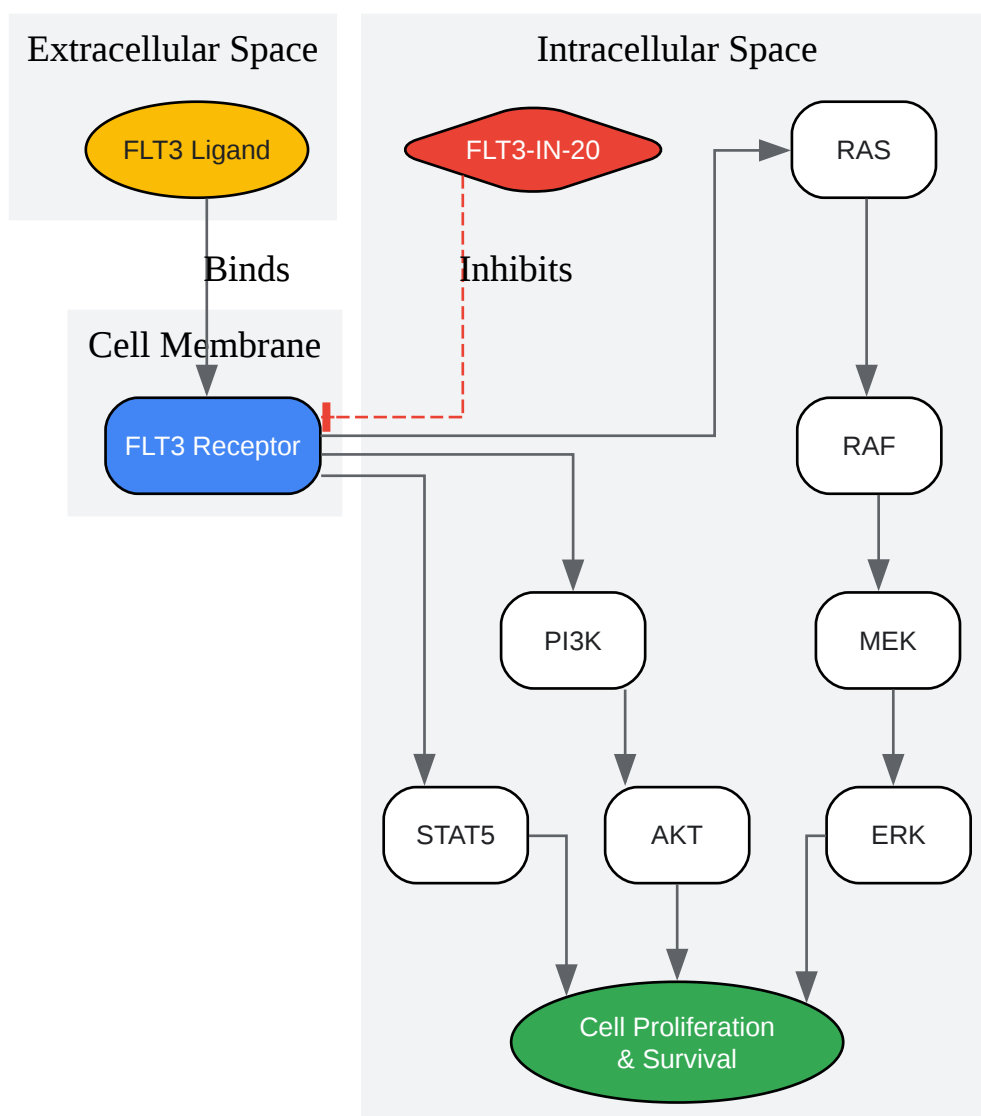 Extracellular Space
Intracellular Space
FLT3 Ligand
FLT3-IN-20
RAS
Binds
Inhibits
Cell Membrane
FLT3 Receptor
RAF
PI3K
MEK
STAT5
AKT
ERK
Cell Proliferation
& Survival